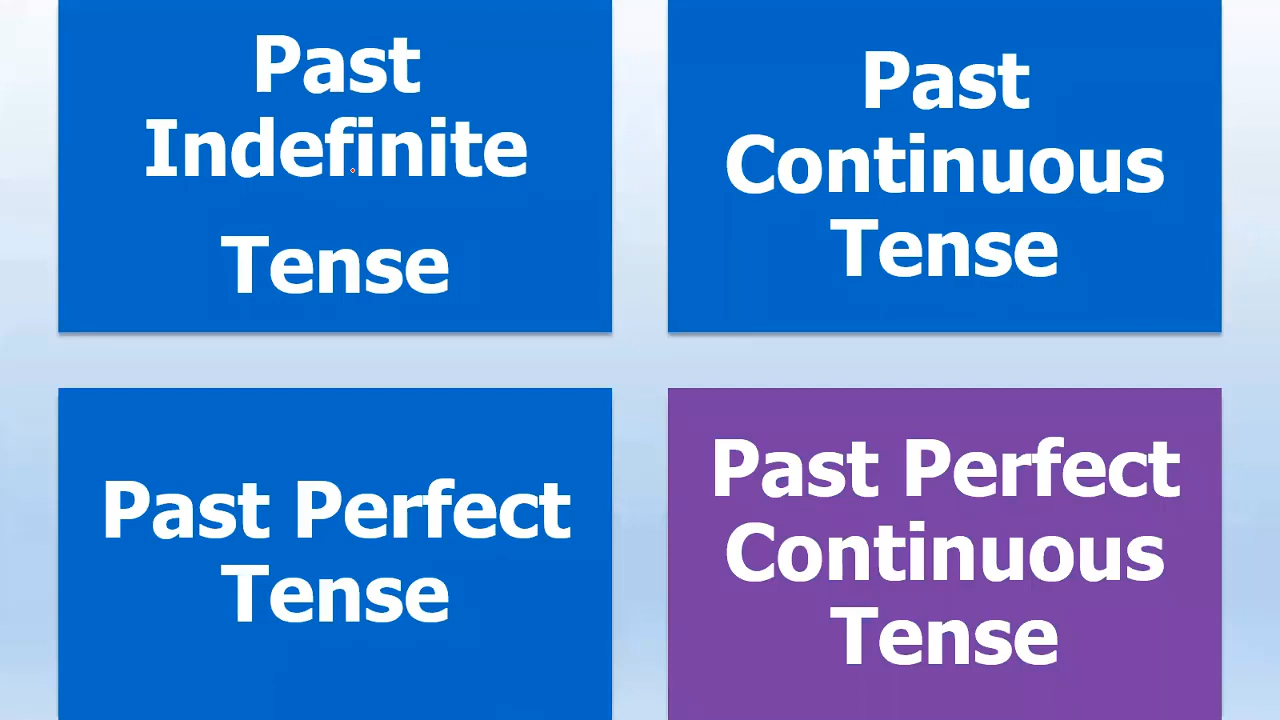 Past
Indefinite
Tense
Past
Continuous
Tense
Past Perfect
Tense
Past Perfect
Continuous
Tense